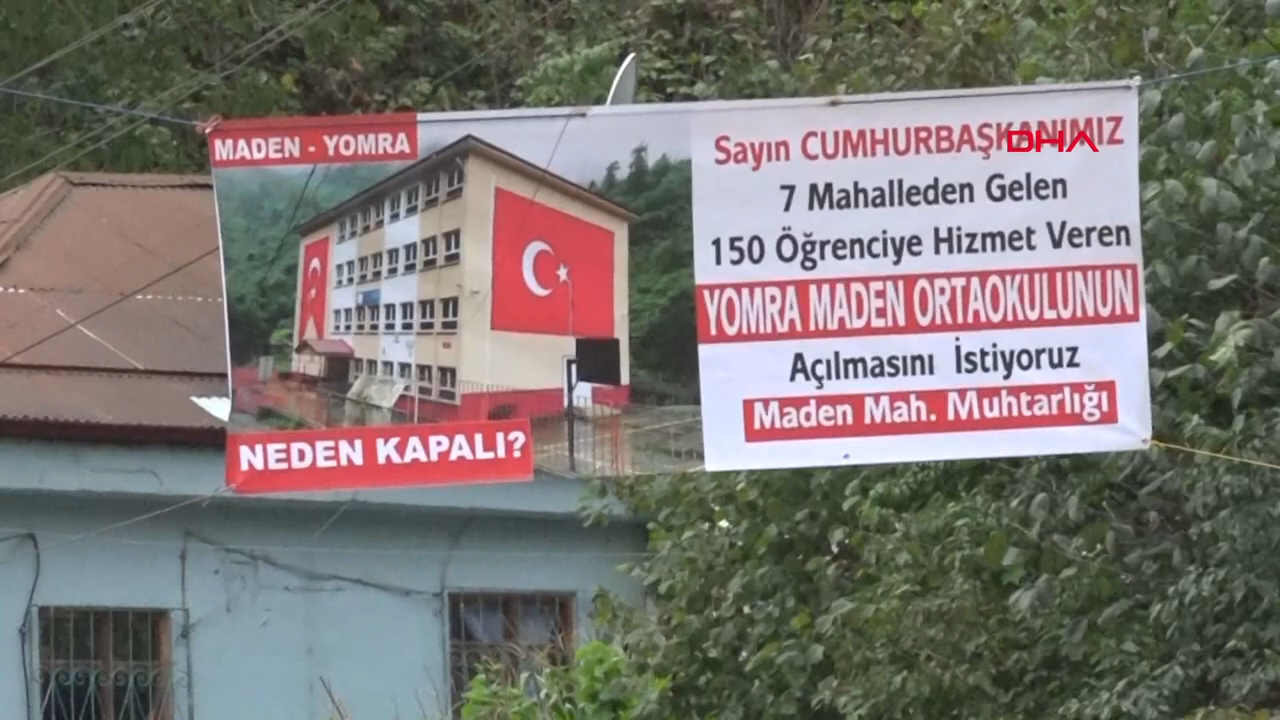 MADEN - YOMRA
NEDEN KAPALI?
Sayın CUMHURBAŞKANIMIZ
7 Mahalleden Gelen
150 Öğrenciye Hizmet Veren
YOMRA MADEN ORTAOKULUNUN
Açılmasını İstiyoruz
Maden Mah. Muhtarlığı
DHA